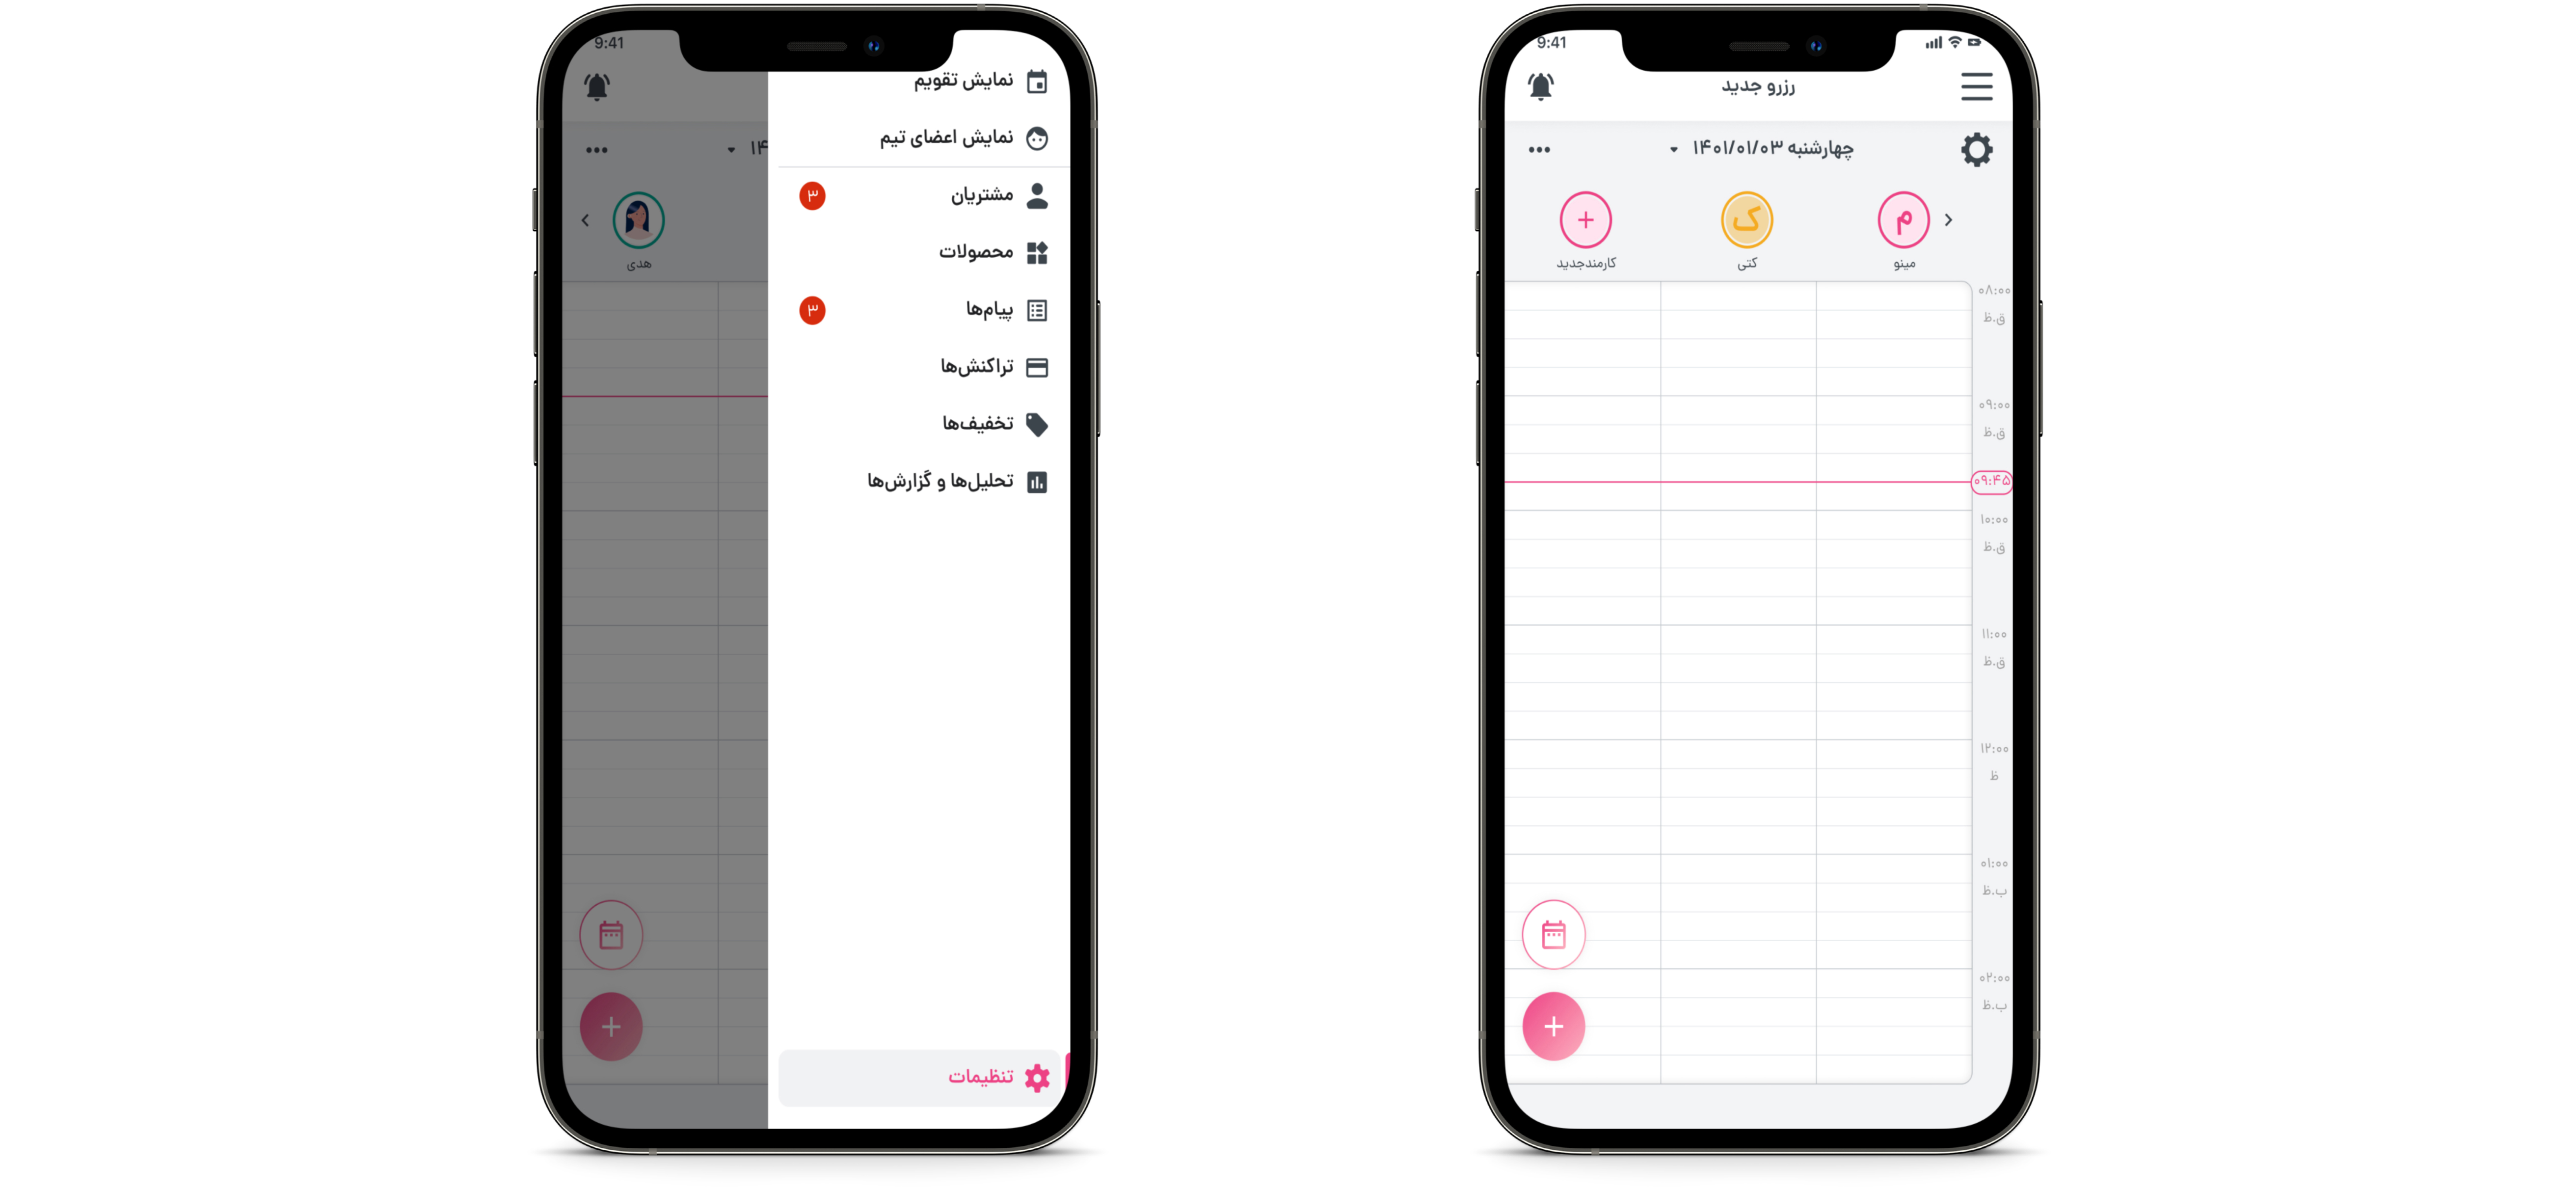 9:41
نمایش تقویم
نمایش اعضای تیم
۱۴
مشتریان
۳
محصولات
هدی
پیام‌ها
۳
تراکنش‌ها
تخفیف‌ها
تحلیل‌ها و گزارش‌ها
تنظیمات
9:41
رزرو جدید
چهارشنبه ۱۴۰۱/۰۱/۰۳
م
ک
مینو
کتی
کارمندجدید
۰۸:۰۰
ق.ظ
۰۹:۰۰
ق.ظ
۰۹:۴۵
۱۰:۰۰
ق.ظ
۱۱:۰۰
ق.ظ
۱۲:۰۰
ظ
۰۱:۰۰
ب.ظ
۰۲:۰۰
ب.ظ